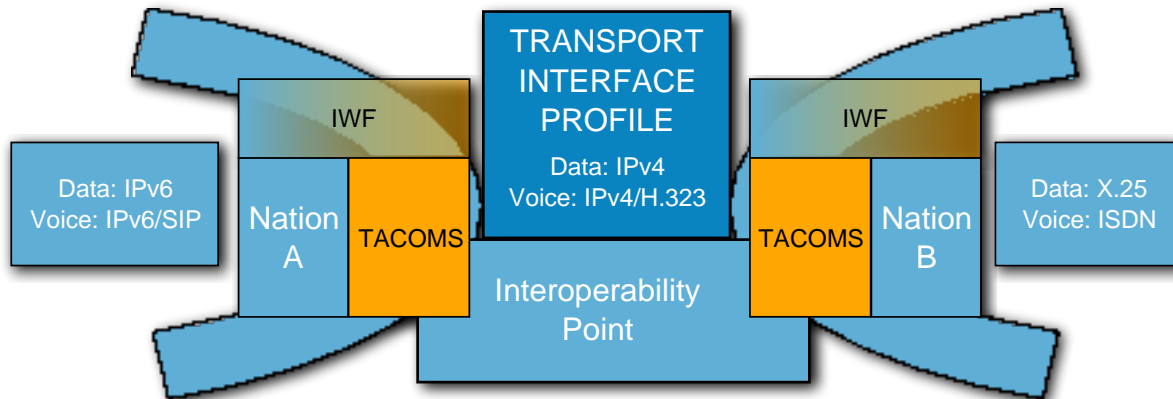 TRANSPORT
INTERFACE
PROFILE
Data: IPv4
Voice: IPv4/H.323
IWF
IWF
Data: IPv6
Voice: IPv6/SIP
Nation
A
TACOMS
TACOMS
Nation
B
Data: X.25
Voice: ISDN
Interoperability
Point